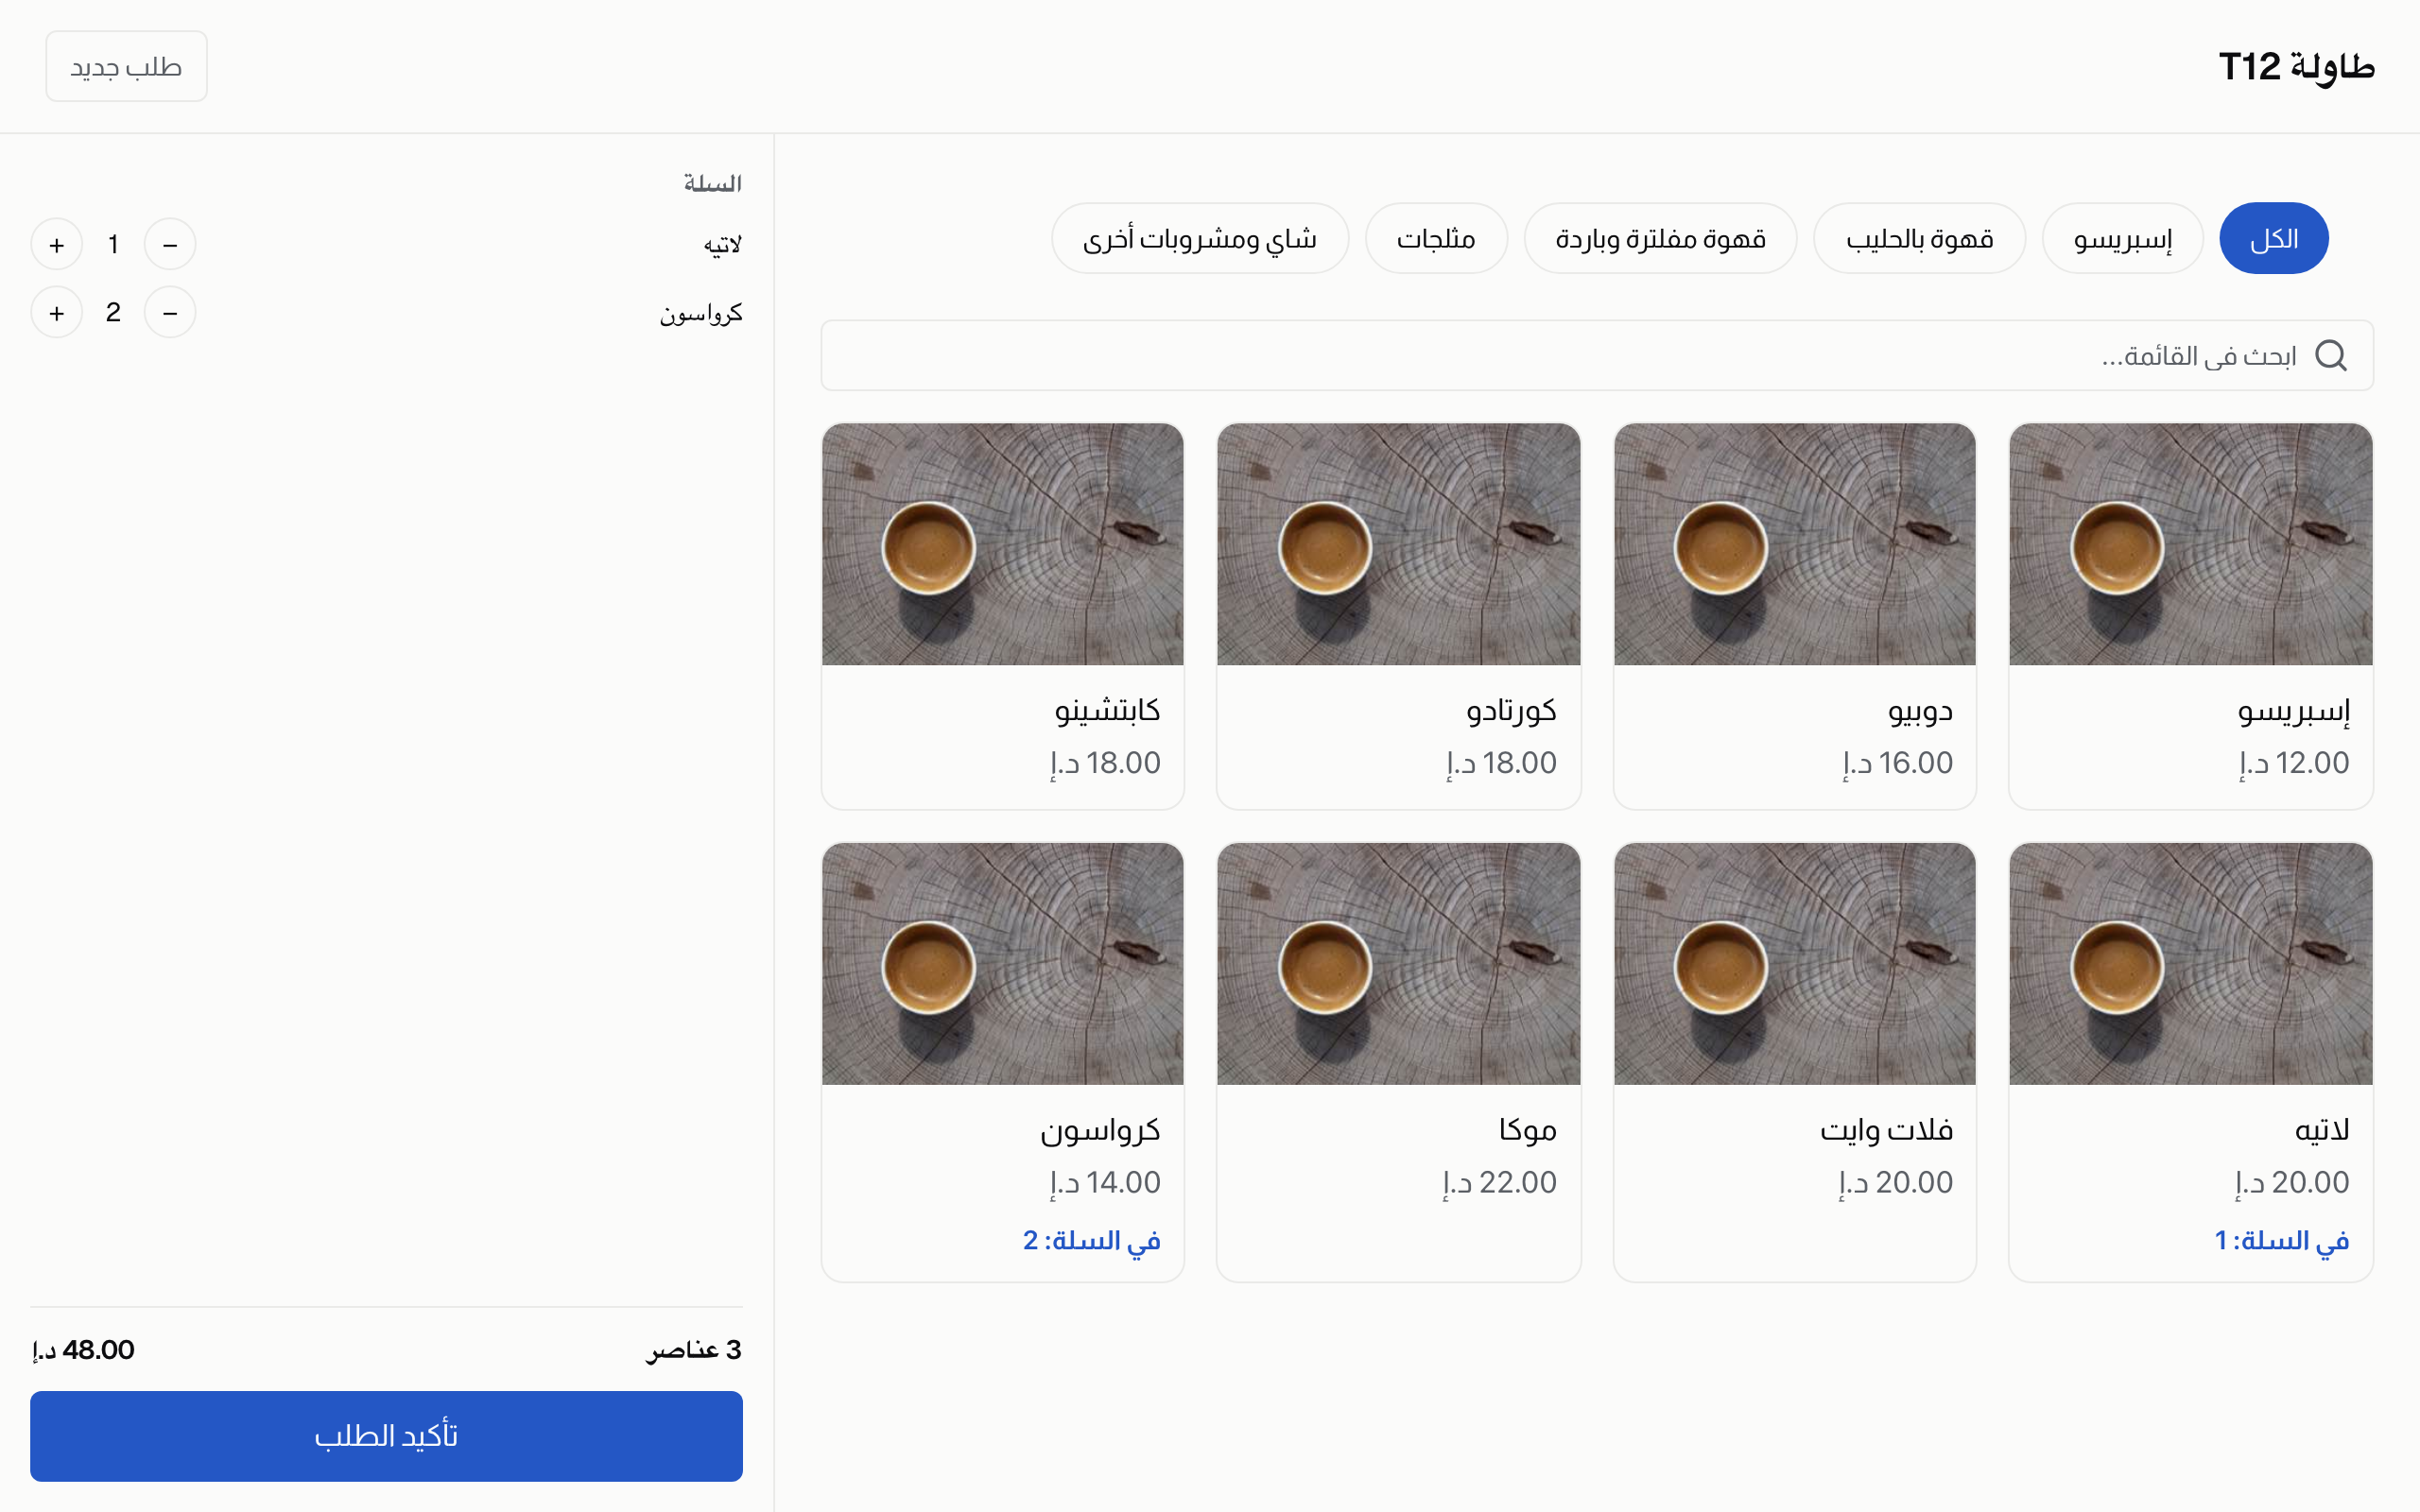 طاولة T12
طلب جديد
الكل
إسبريسو
قهوة بالحليب
قهوة مفلترة وباردة
مثلجات
شاي ومشروبات أخرى
ابحث في القائمة...
إسبريسو
12.00 د.إ
دوبيو
16.00 د.إ
كورتادو
18.00 د.إ
كابتشينو
18.00 د.إ
لاتيه
20.00 د.إ
في السلة: 1
فلات وايت
20.00 د.إ
موكا
22.00 د.إ
كرواسون
14.00 د.إ
في السلة: 2
السلة
لاتيه − 1 +
كرواسون − 2 +
3 عناصر 48.00 د.إ
تأكيد الطلب